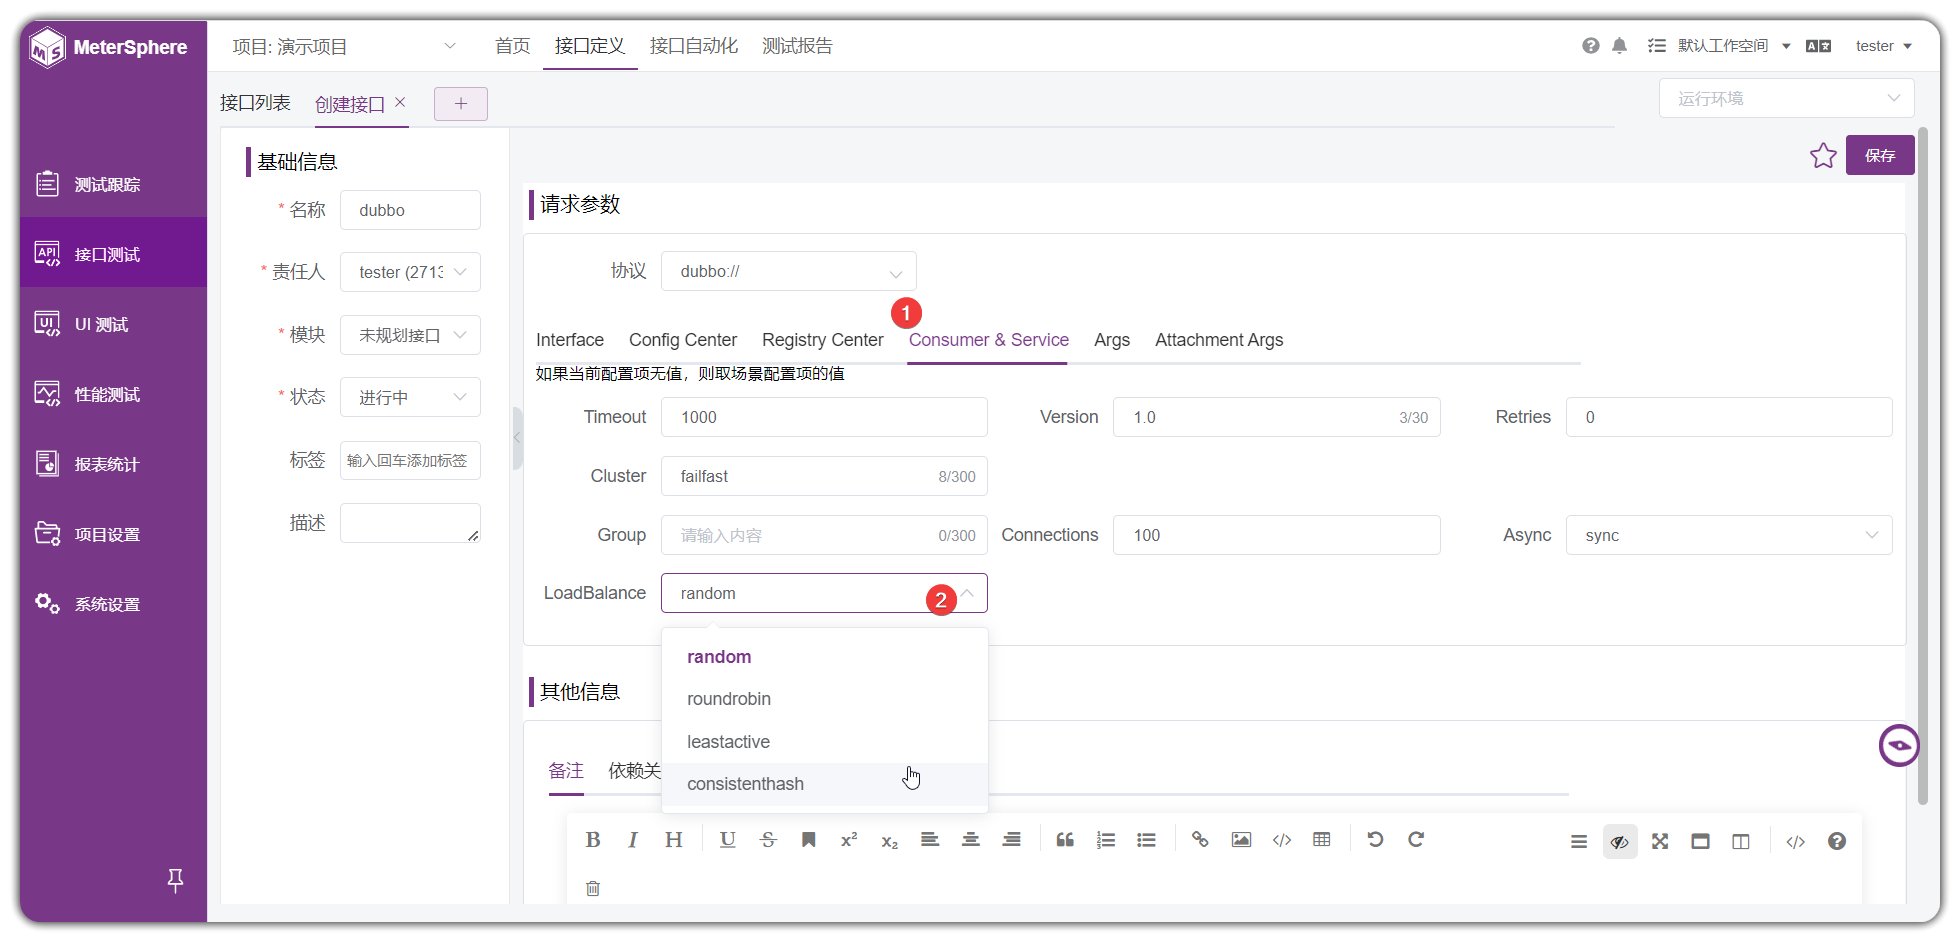 MeterSphere
项目: 演示项目
首页
接口定义
接口自动化
测试报告
默认工作空间
tester
接口列表
创建接口
+
运行环境
保存
测试跟踪
API
接口测试
UI
UI 测试
性能测试
报表统计
项目设置
系统设置
基础信息
* 名称
dubbo
* 责任人
tester (2713
* 模块
未规划接口
* 状态
进行中
标签
输入回车添加标签
描述
请求参数
协议
dubbo://
1
Interface
Config Center
Registry Center
Consumer & Service
Args
Attachment Args
如果当前配置项无值，则取场景配置项的值
Timeout
1000
Version
1.0
3/30
Retries
0
Cluster
failfast
8/300
Group
请输入内容
0/300
Connections
100
Async
sync
LoadBalance
random
2
random
roundrobin
leastactive
consistenthash
其他信息
备注
依赖关